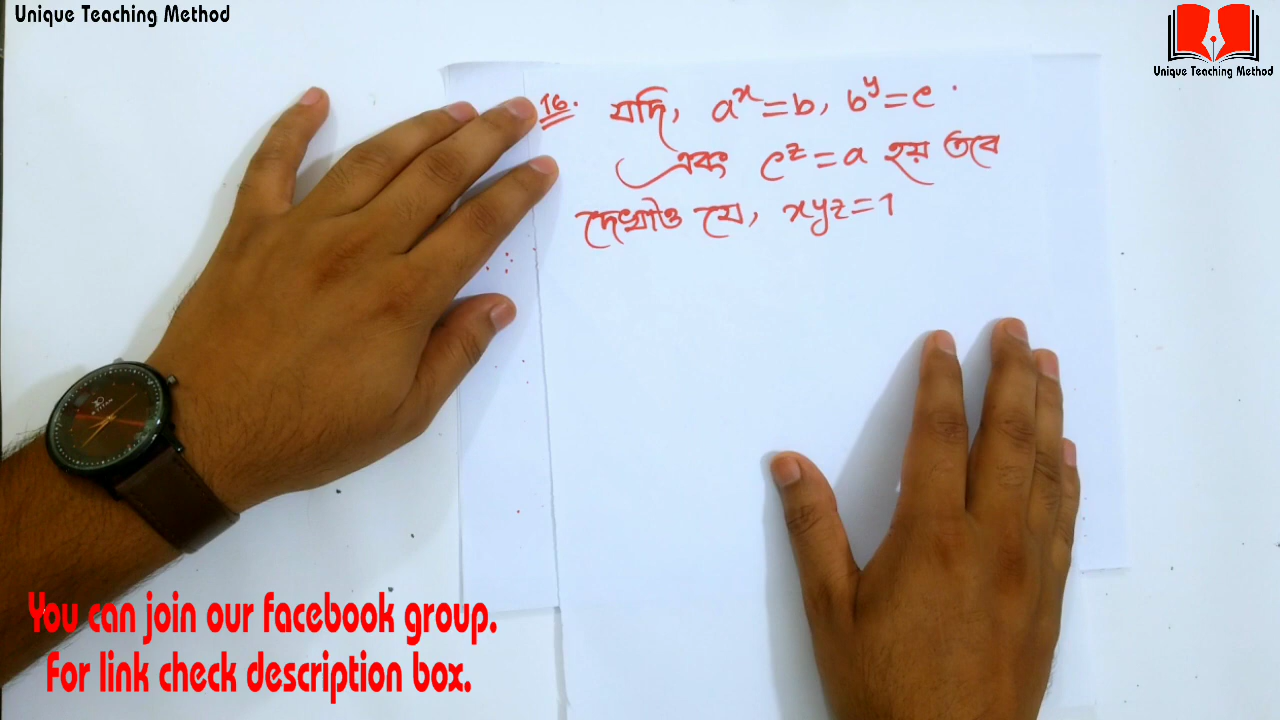 Unique Teaching Method
Unique Teaching Method
16. যদি, a^x = b, b^y = c.
এবং c^z = a হয় তবে
দেখাও যে, xyz = 1
You can join our facebook group.
For link check description box.